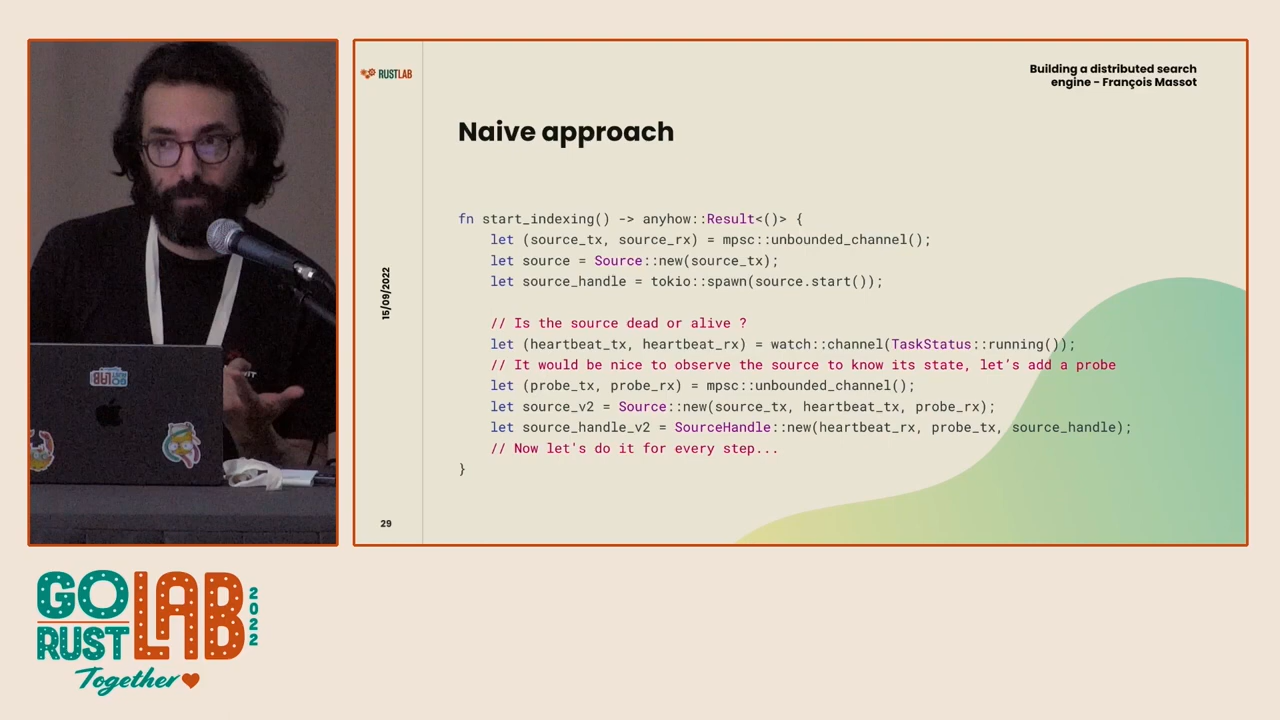 RUSTLAB
Building a distributed search
engine - François Massot
Naive approach
fn start_indexing() -> anyhow::Result<()> {
    let (source_tx, source_rx) = mpsc::unbounded_channel();
    let source = Source::new(source_tx);
    let source_handle = tokio::spawn(source.start());
    // Is the source dead or alive ?
    let (heartbeat_tx, heartbeat_rx) = watch::channel(TaskStatus::running());
    // It would be nice to observe the source to know its state, let’s add a probe
    let (probe_tx, probe_rx) = mpsc::unbounded_channel();
    let source_v2 = Source::new(source_tx, heartbeat_tx, probe_rx);
    let source_handle_v2 = SourceHandle::new(heartbeat_rx, probe_tx, source_handle);
    // Now let's do it for every step...
}
15/09/2022
29
GO
RUST
LAB
2022
Together